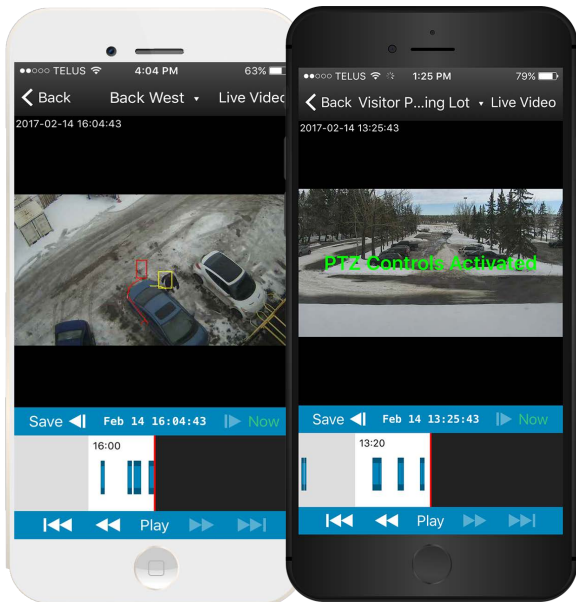 ●●○○○ TELUS 4:04 PM 63%
Back Back West ▾ Live Video
2017-02-14 16:04:43
Save Feb 14 16:04:43 Now
16:00
Play
●●○○○ TELUS 1:25 PM 79%
Back Visitor P...ing Lot ▾ Live Video
2017-02-14 13:25:43
PTZ Controls Activated
Save Feb 14 13:25:43 Now
13:20
Play